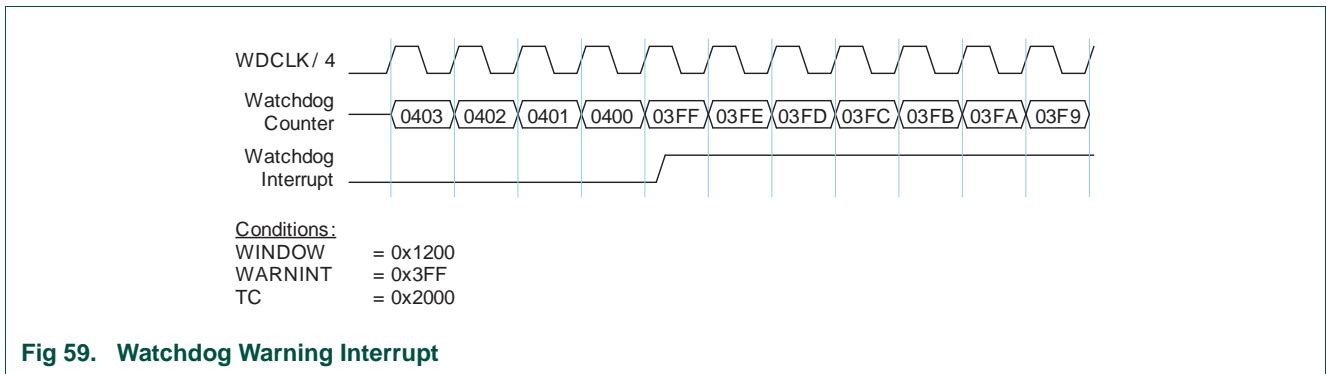 WDCLK / 4
Watchdog
Counter
0403 0402 0401 0400 03FF 03FE 03FD 03FC 03FB 03FA 03F9
Watchdog
Interrupt
Conditions:
WINDOW = 0x1200
WARNINT = 0x3FF
TC = 0x2000
Fig 59. Watchdog Warning Interrupt